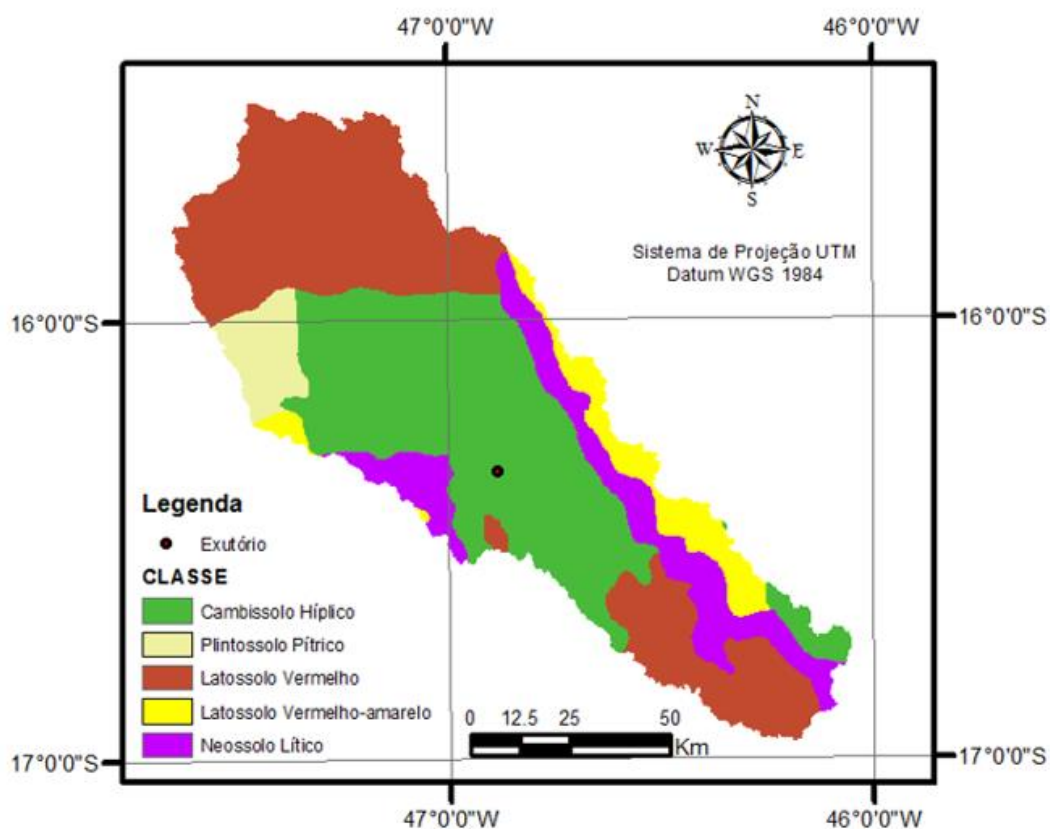 47°0'0"W
46°0'0"W
N
W
E
S
Sistema de Projeção UTM
Datum WGS 1984
16°0'0"S
16°0'0"S
Legenda
Exutório
CLASSE
Cambissolo Híplico
Plintossolo Pítrico
Latossolo Vermelho
Latossolo Vermelho-amarelo
Neossolo Lítico
0 12.5 25 50
Km
17°0'0"S
17°0'0"S
47°0'0"W
46°0'0"W